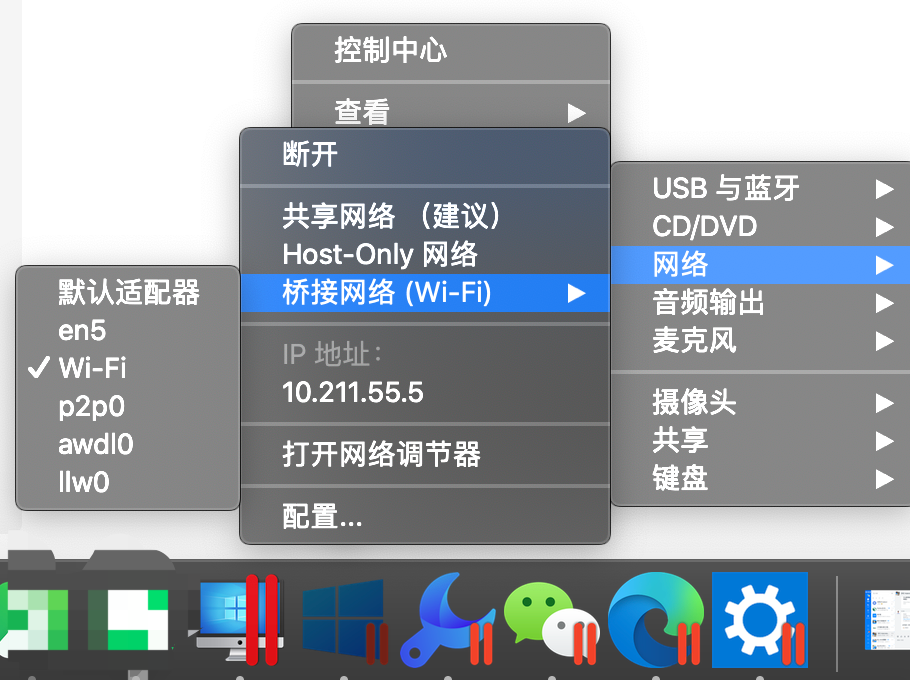 控制中心
查看
断开
共享网络 （建议）
Host-Only 网络
桥接网络 (Wi-Fi)
IP 地址：
10.211.55.5
打开网络调节器
配置...
默认适配器
en5
Wi-Fi
p2p0
awdl0
llw0
USB 与蓝牙
CD/DVD
网络
音频输出
麦克风
摄像头
共享
键盘